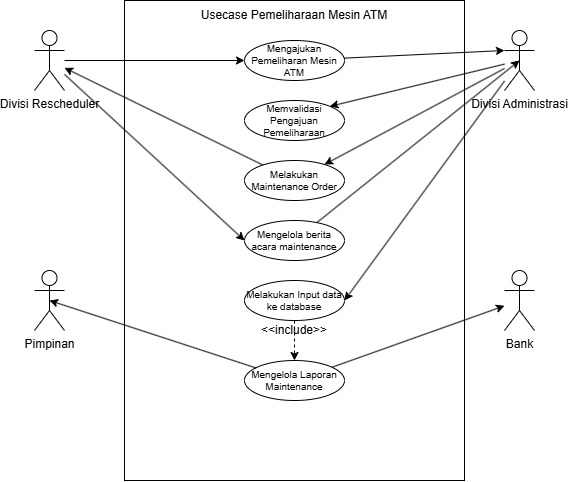 Usecase Pemeliharaan Mesin ATM
Mengajukan
Pemeliharan Mesin
ATM
Divisi Rescheduler
Divisi Administrasi
Memvalidasi
Pengajuan
Pemeliharaan
Melakukan
Maintenance Order
Mengelola berita
acara maintenance
Melakukan Input data
ke database
<<include>>
Pimpinan
Bank
Mengelola Laporan
Maintenance